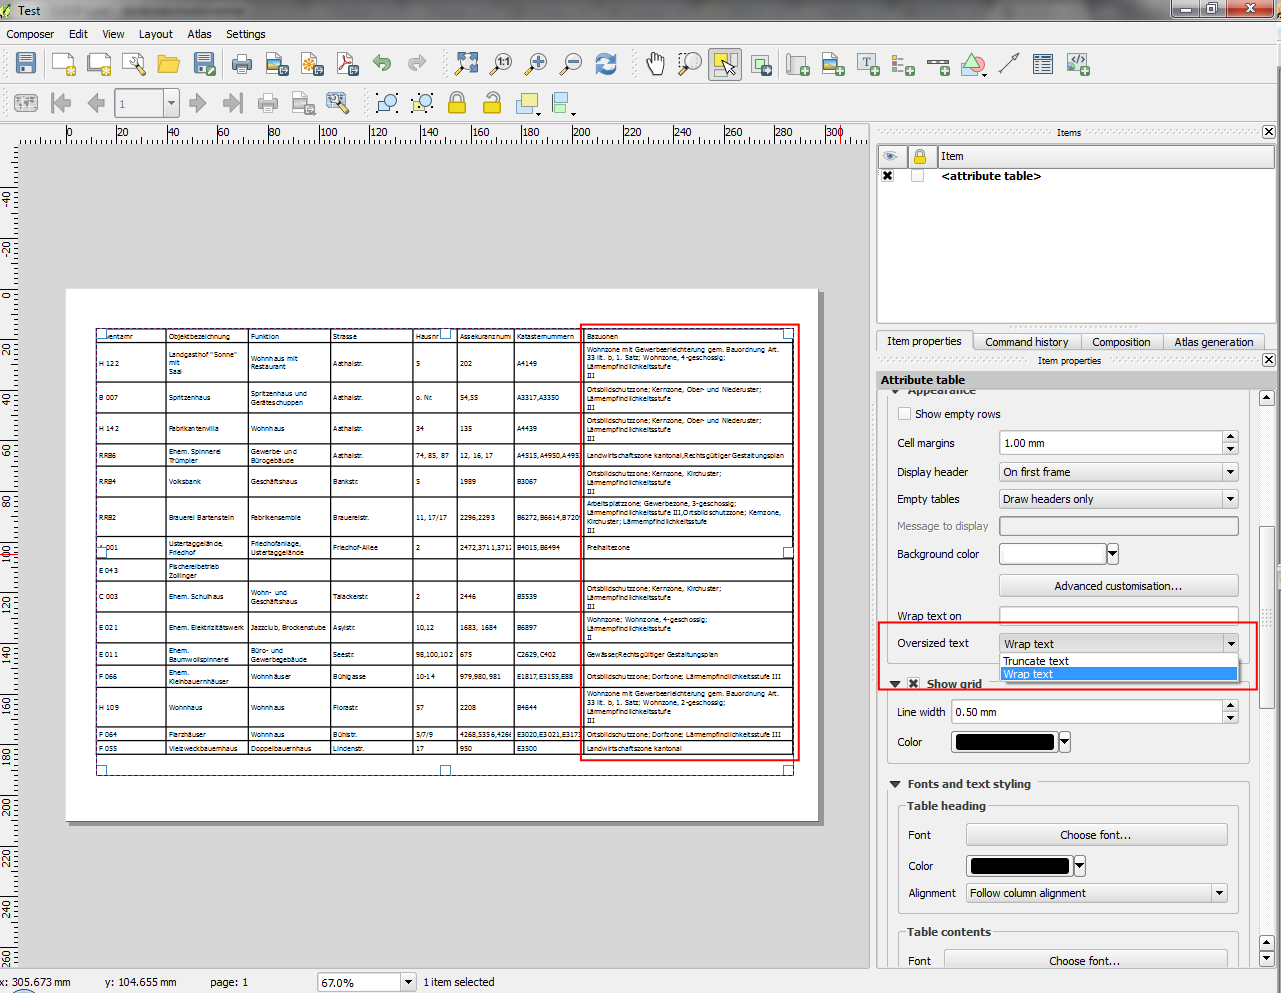 Test
Composer Edit View Layout Atlas Settings
1:1
1
0 20 40 60 80 100 120 140 160 180 200 220 240 260 280 300
-40
-20
0
20
40
60
80
100
120
140
160
180
200
220
240
260
Items
Item
<attribute table>
Item properties Command history Composition Atlas generation
Item properties
Attribute table
Appearance
Show empty rows
Cell margins 1.00 mm
Display header On first frame
Empty tables Draw headers only
Message to display
Background color
Advanced customisation...
Wrap text on
Oversized text Wrap text
Truncate text
Wrap text
Show grid
Line width 0.50 mm
Color
Fonts and text styling
Table heading
Font Choose font...
Color
Alignment Follow column alignment
Table contents
Font Choose font...
Objektbezeichnung Funktion Strasse Hausnr Assekuranznum Katasternummern Bauzonen
H 122 Landgasthof "Sonne" mit Saal Wohnhaus mit Restaurant Aathalstr. 5 202 A4149 Wohnzone mit Gewerbeerleichterung gem. Bauordnung Art.
33 lit. b, 1. Satz; Wohnzone, 4-geschossig;
Lärmempfindlichkeitsstufe
III
B 007 Spritzenhaus Spritzenhaus und Geräteschuppen Aathalstr. o. Nr. 54,55 A3317,A3350 Ortsbildschutzzone; Kernzone, Ober- und Niederuster;
Lärmempfindlichkeitsstufe
III
H 142 Fabrikantenvilla Wohnhaus Aathalstr. 34 135 A4439 Ortsbildschutzzone; Kernzone, Ober- und Niederuster;
Lärmempfindlichkeitsstufe
III
RRB6 Ehem. Spinnerei Trümpler Gewerbe- und Bürogebäude Aathalstr. 74, 85, 87 12, 16, 17 A4515, A4950,A495 Landwirtschaftszone kantonal,Rechtsgültiger Gestaltungsplan
RRB4 Volksbank Geschäftshaus Bankstr. 5 1989 B3067 Ortsbildschutzzone; Kernzone, Kirchuster;
Lärmempfindlichkeitsstufe
III
RRB2 Brauerei Bartenstein Fabrikensemble Brauereistr. 11, 17/17 2296,2293 B6272,B6614,B7209 Arbeitsplatzzone; Gewerbezone, 3-geschossig;
Lärmempfindlichkeitsstufe III,Ortsbildschutzzone; Kernzone,
Kirchuster; Lärmempfindlichkeitsstufe
III
001 Ustertaggelände, Friedhof Friedhofanlage, Ustertaggelände Friedhof-Allee 2 2472,3711,3712 B4015,B6494 Freihaltezone
E 043 Fischereibetrieb Zollinger
C 003 Ehem. Schulhaus Wohn- und Geschäftshaus Talackerstr. 2 2446 B5539 Ortsbildschutzzone; Kernzone, Kirchuster;
Lärmempfindlichkeitsstufe
III
E 021 Ehem. Elektrizitätswerk Jazzclub, Brockenstube Asylstr. 10,12 1683, 1684 B6897 Wohnzone; Wohnzone, 4-geschossig;
Lärmempfindlichkeitsstufe
II
E 011 Ehem. Baumwollspinnerei Büro- und Gewerbegebäude Seestr. 98,100,102 675 C2629, C402 Gewässer,Rechtsgültiger Gestaltungsplan
F 066 Ehem. Kleinbauernhäuser Wohnhäuser Bühlgasse 10-14 979,980,981 E1817,E3155,E88 Ortsbildschutzzone; Dorfzone; Lärmempfindlichkeitsstufe III
H 109 Wohnhaus Wohnhaus Florastr. 57 2208 B4644 Wohnzone mit Gewerbeerleichterung gem. Bauordnung Art.
33 lit. b, 1. Satz; Wohnzone, 2-geschossig;
Lärmempfindlichkeitsstufe
III
F 064 Flarzhäuser Wohnhaus Bühlstr. 5/7/9 4268,5356,4266 E3020,E3021,E3173 Ortsbildschutzzone; Dorfzone; Lärmempfindlichkeitsstufe III
F 055 Vielzweckbauernhaus Doppelbauernhaus Lindenstr. 17 950 E3500 Landwirtschaftszone kantonal
x: 305.673 mm y: 104.655 mm page: 1 67.0% 1 item selected